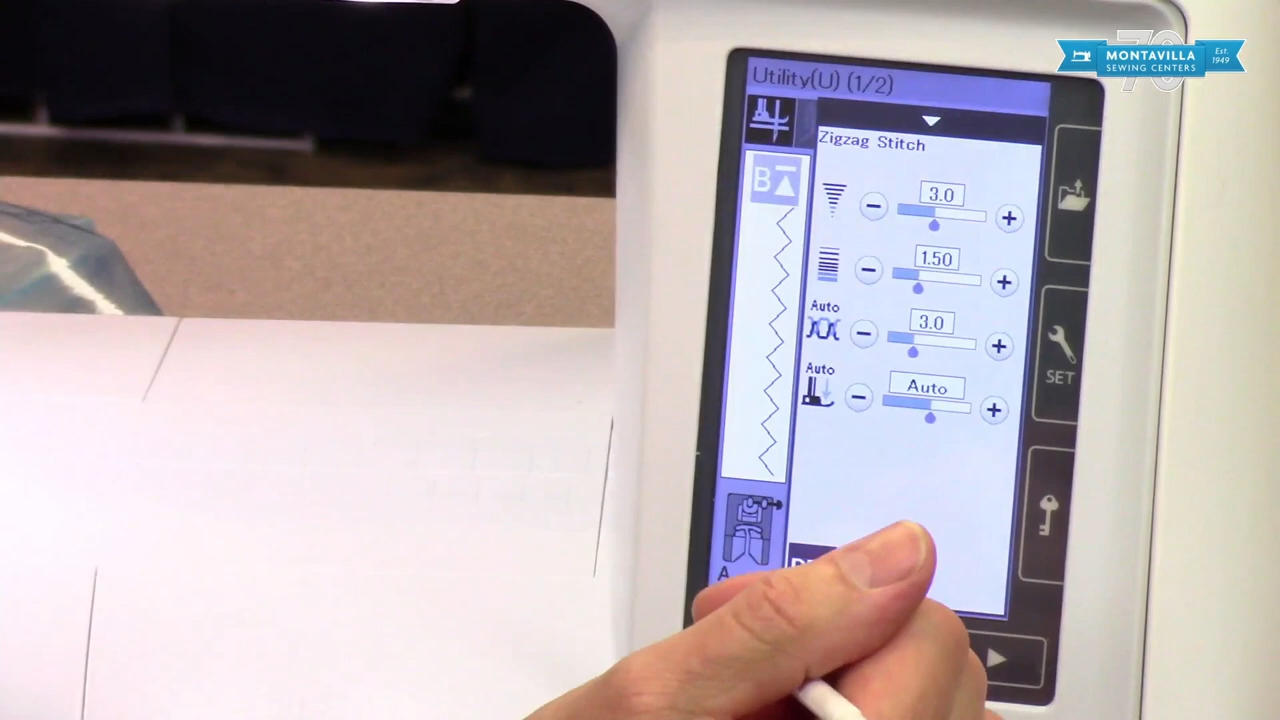 70
MONTAVILLA
SEWING CENTERS
Est.
1949
Utility(U) (1/2)
Zigzag Stitch
B
3.0
1.50
Auto
3.0
Auto
Auto
SET
A